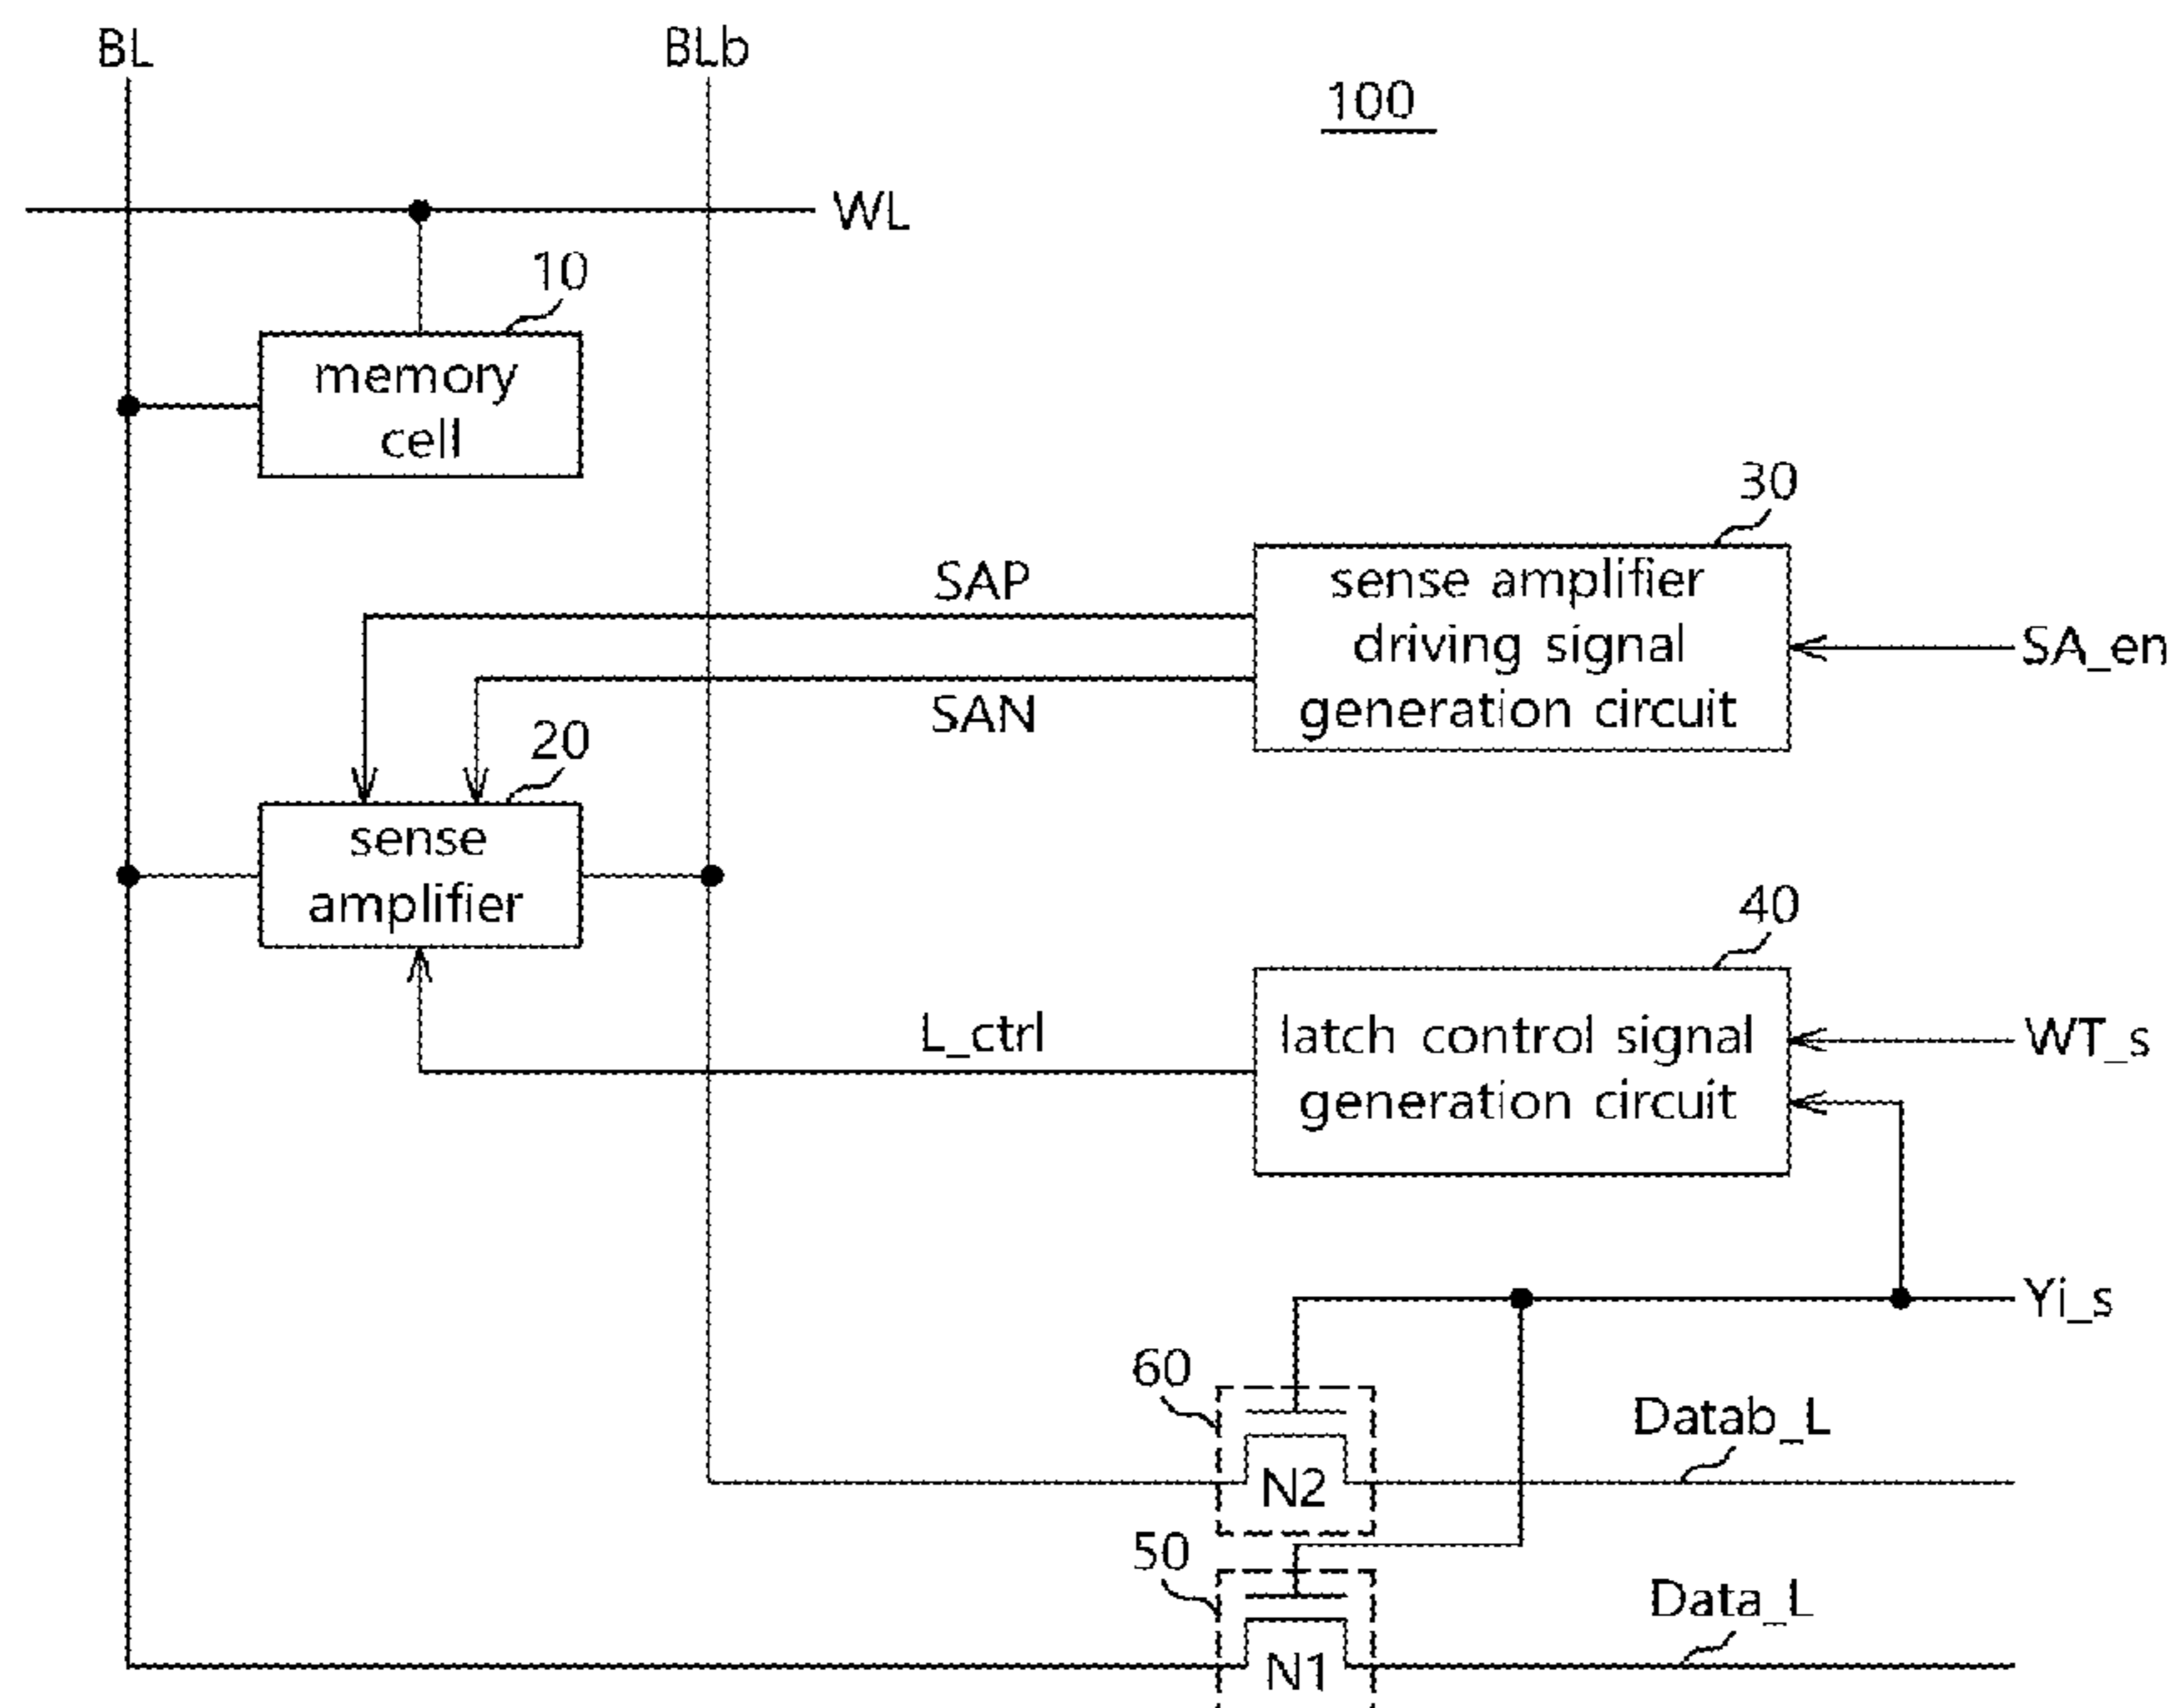 BL
BLb
100
WL
10
memory
cell
30
SAP
sense amplifier
driving signal
generation circuit
SA_en
SAN
20
sense
amplifier
40
L_ctrl
latch control signal
generation circuit
WT_s
Yi_s
60
Datab_L
N2
50
Data_L
N1